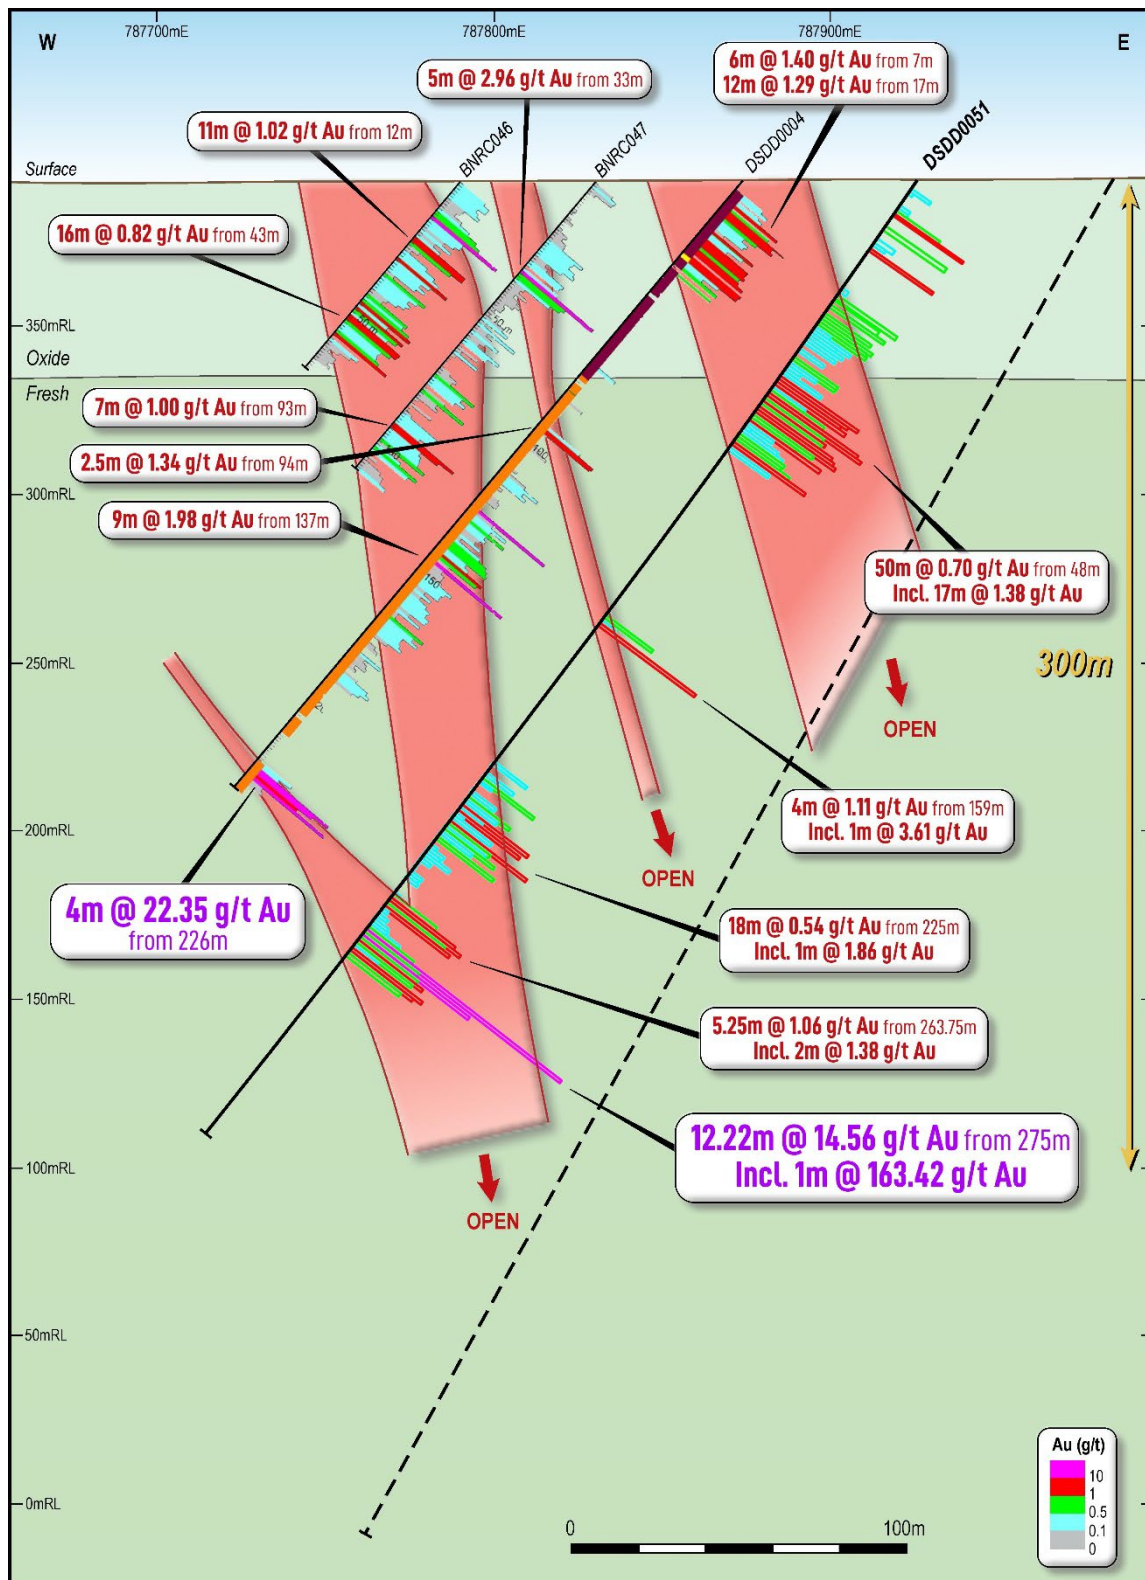 787700mE
787800mE
787900mE
W
E
6m @ 1.40 g/t Au from 7m
12m @ 1.29 g/t Au from 17m
5m @ 2.96 g/t Au from 33m
11m @ 1.02 g/t Au from 12m
BNRC046
BNRC047
DSDD0004
DSDD0051
Surface
16m @ 0.82 g/t Au from 43m
50 m
50 m
350mRL
Oxide
Fresh
7m @ 1.00 g/t Au from 93m
2.5m @ 1.34 g/t Au from 94m
100
300mRL
9m @ 1.98 g/t Au from 137m
150
50m @ 0.70 g/t Au from 48m
Incl. 17m @ 1.38 g/t Au
250mRL
300m
OPEN
4m @ 1.11 g/t Au from 159m
Incl. 1m @ 3.61 g/t Au
200mRL
OPEN
4m @ 22.35 g/t Au
from 226m
18m @ 0.54 g/t Au from 225m
Incl. 1m @ 1.86 g/t Au
150mRL
5.25m @ 1.06 g/t Au from 263.75m
Incl. 2m @ 1.38 g/t Au
12.22m @ 14.56 g/t Au from 275m
Incl. 1m @ 163.42 g/t Au
100mRL
OPEN
50mRL
0mRL
0
100m
Au (g/t)
10
1
0.5
0.1
0